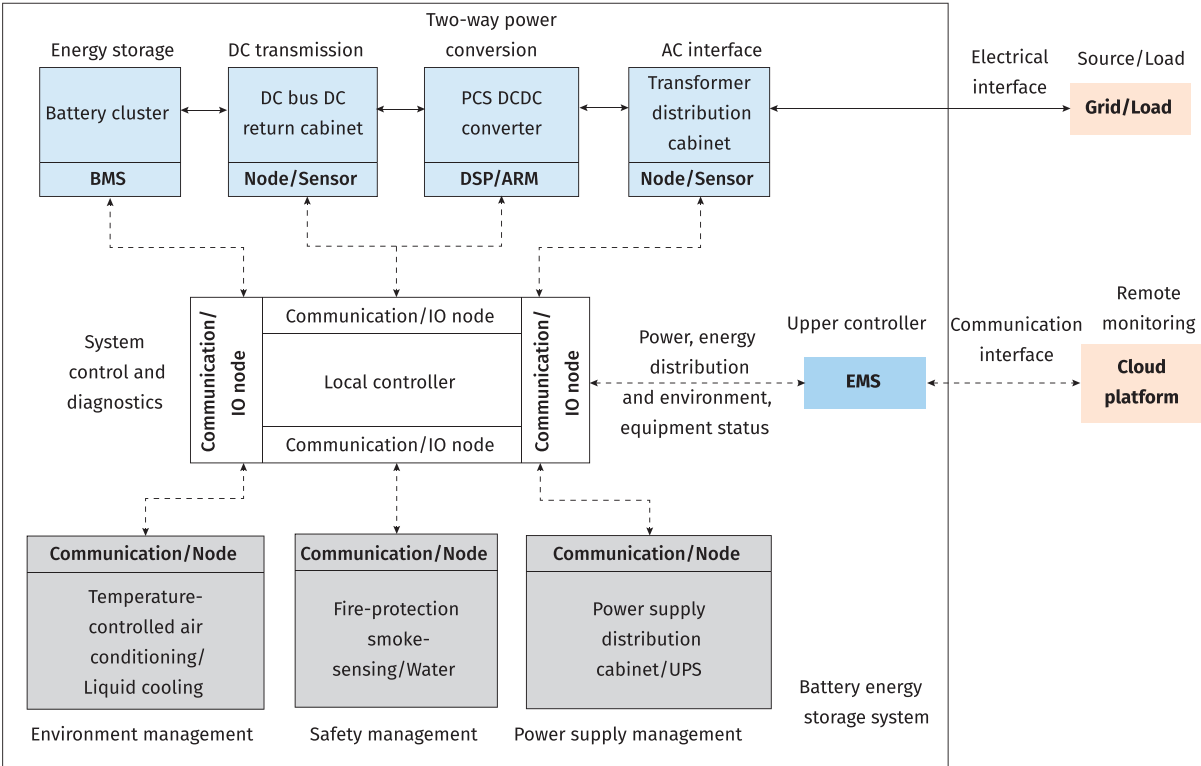 Two-way power
conversion
Energy storage
DC transmission
AC interface
Electrical
interface
Source/Load
Battery cluster
BMS
DC bus DC
return cabinet
Node/Sensor
PCS DCDC
converter
DSP/ARM
Transformer
distribution
cabinet
Node/Sensor
Grid/Load
System
control and
diagnostics
Communication/
IO node
Communication/IO node
Local controller
Communication/IO node
Communication/
IO node
Power, energy
distribution
and environment,
equipment status
Upper controller
EMS
Communication
interface
Remote
monitoring
Cloud
platform
Communication/Node
Temperature-
controlled air
conditioning/
Liquid cooling
Environment management
Communication/Node
Fire-protection
smoke-
sensing/Water
Safety management
Communication/Node
Power supply
distribution
cabinet/UPS
Power supply management
Battery energy
storage system